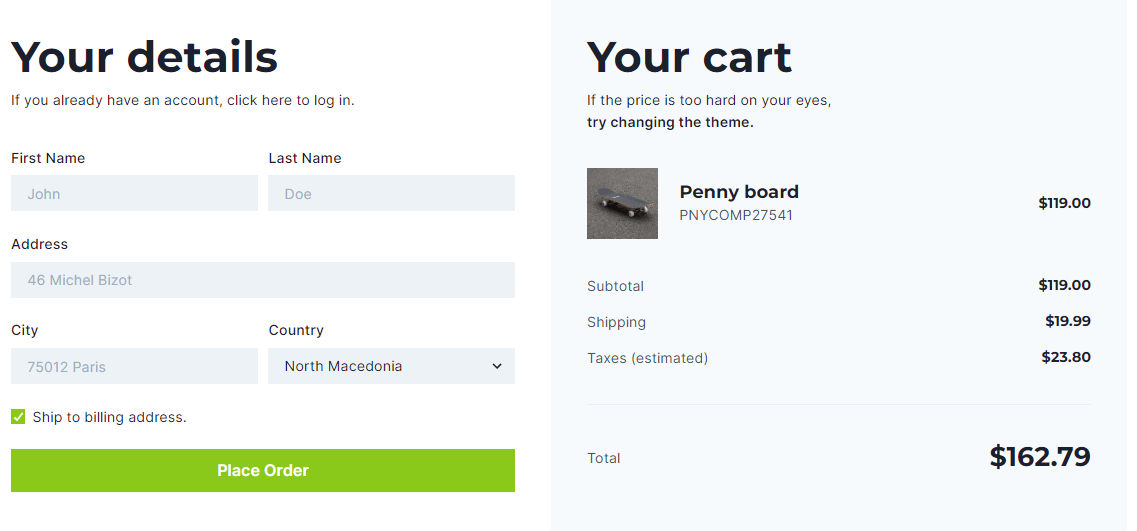 Your details
If you already have an account, click here to log in.
First Name
Last Name
John
Doe
Address
46 Michel Bizot
City
Country
75012 Paris
North Macedonia
Ship to billing address.
Place Order
Your cart
If the price is too hard on your eyes,
try changing the theme.
Penny board
PNYCOMP27541
$119.00
Subtotal
$119.00
Shipping
$19.99
Taxes (estimated)
$23.80
Total
$162.79